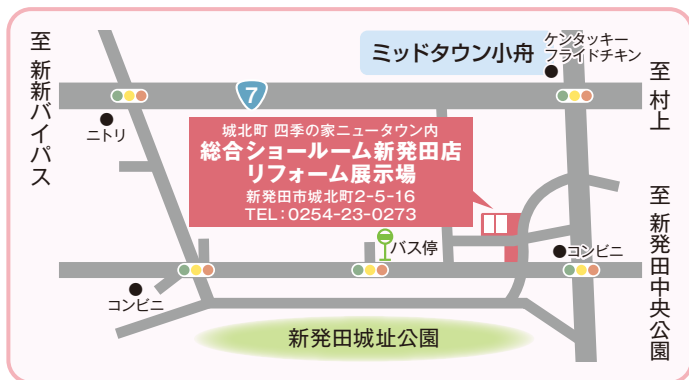 至 新新バイパス
ミッドタウン小舟
ケンタッキー
フライドチキン
至 村上
7
ニトリ
城北町 四季の家ニュータウン内
総合ショールーム新発田店
リフォーム展示場
新発田市城北町2-5-16
TEL:0254-23-0273
至 新発田中央公園
バス停
コンビニ
コンビニ
新発田城址公園